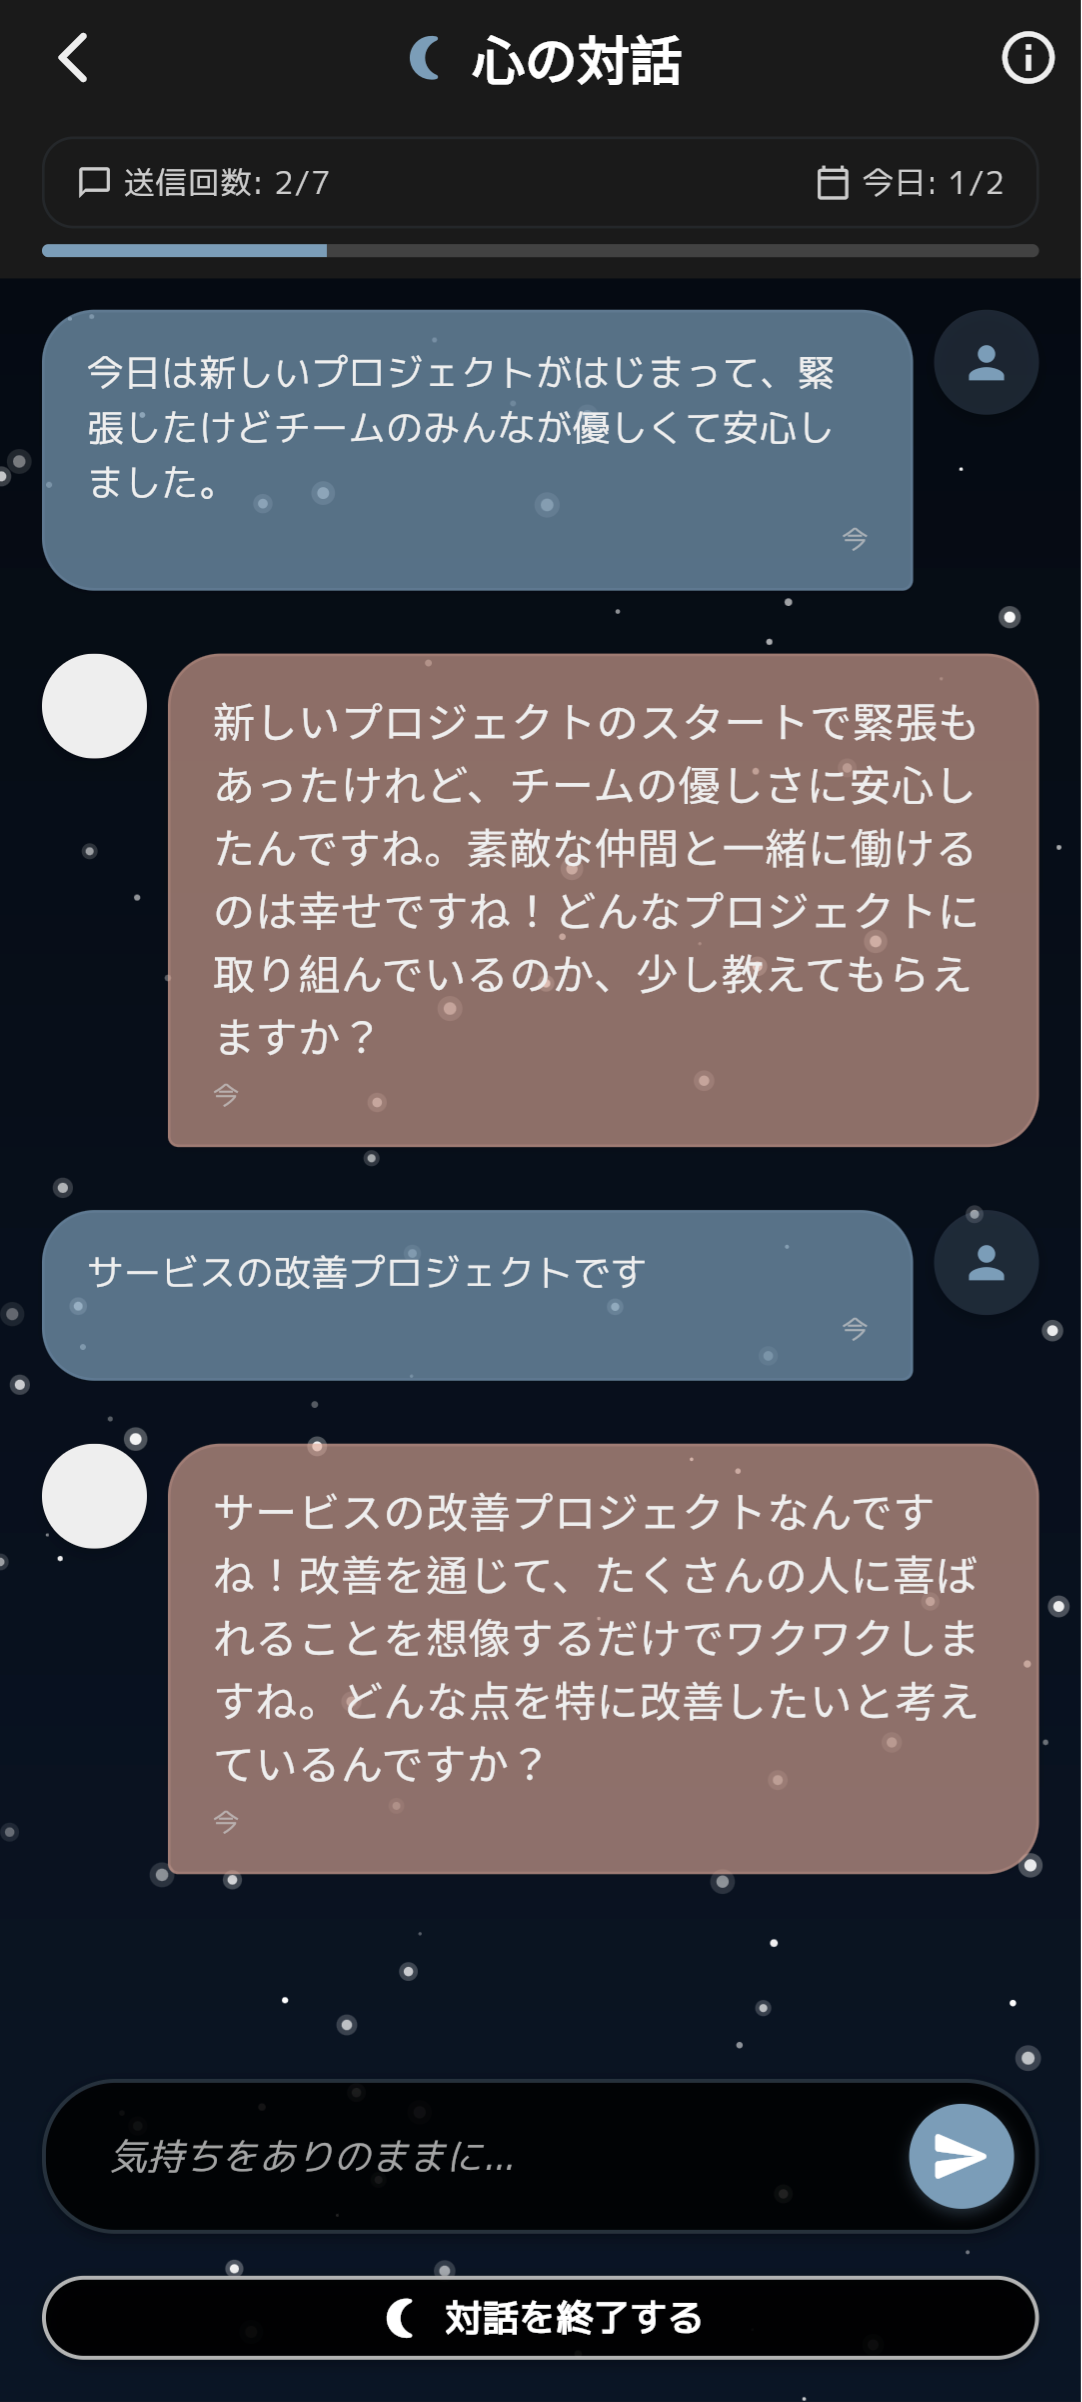 心の対話
送信回数: 2/7
今日: 1/2
今日は新しいプロジェクトがはじまって、緊
張したけどチームのみんなが優しくて安心し
ました。
今
新しいプロジェクトのスタートで緊張も
あったけれど、チームの優しさに安心し
たんですね。素敵な仲間と一緒に働ける
のは幸せですね！どんなプロジェクトに
取り組んでいるのか、少し教えてもらえ
ますか？
今
サービスの改善プロジェクトです
今
サービスの改善プロジェクトなんです
ね！改善を通じて、たくさんの人に喜ば
れることを想像するだけでワクワクしま
すね。どんな点を特に改善したいと考え
ているんですか？
今
気持ちをありのままに...
対話を終了する